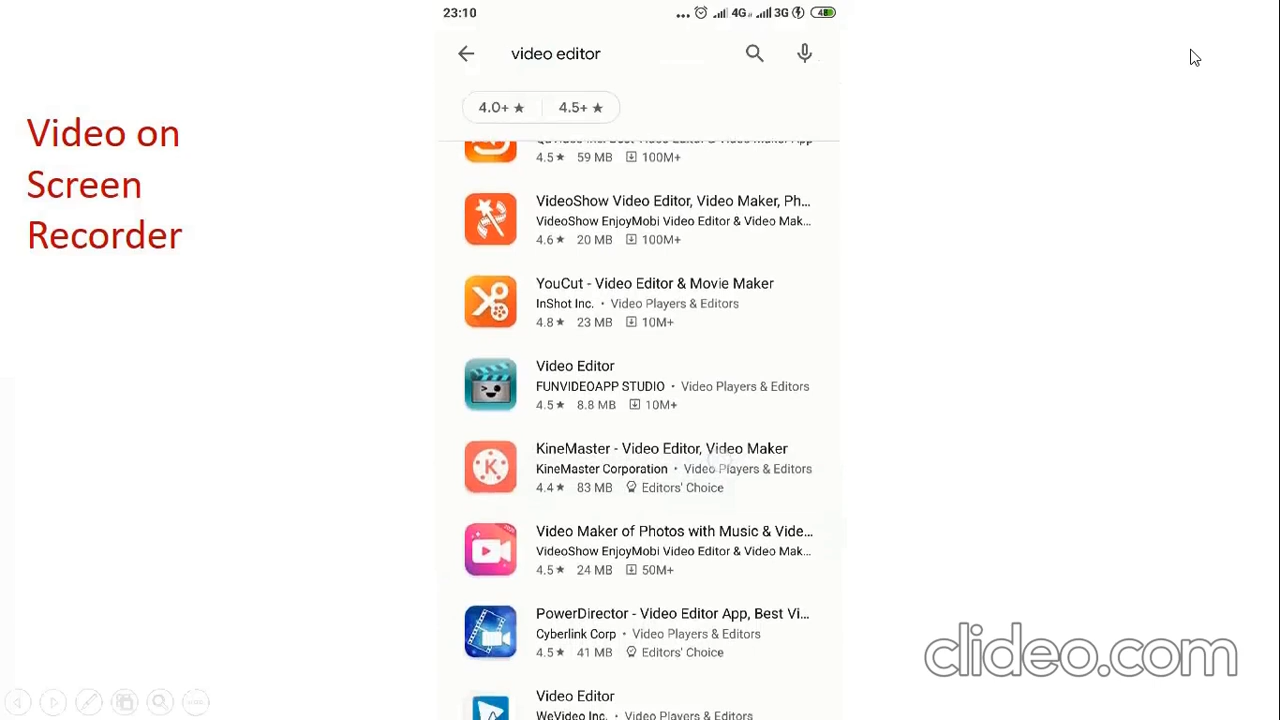 23:10
4G 3G 48
video editor
4.0+ ★ 4.5+ ★
Video on
Screen
Recorder
4.5★ 59 MB 100M+
VideoShow Video Editor, Video Maker, Ph...
VideoShow EnjoyMobi Video Editor & Video Mak...
4.6★ 20 MB 100M+
YouCut - Video Editor & Movie Maker
InShot Inc. • Video Players & Editors
4.8★ 23 MB 10M+
Video Editor
FUNVIDEOAPP STUDIO • Video Players & Editors
4.5★ 8.8 MB 10M+
KineMaster - Video Editor, Video Maker
KineMaster Corporation • Video Players & Editors
4.4★ 83 MB Editors' Choice
Video Maker of Photos with Music & Vide...
VideoShow EnjoyMobi Video Editor & Video Mak...
4.5★ 24 MB 50M+
PowerDirector - Video Editor App, Best Vi...
Cyberlink Corp • Video Players & Editors
4.5★ 41 MB Editors' Choice
Video Editor
WeVideo Inc. • Video Players & Editors
clideo.com